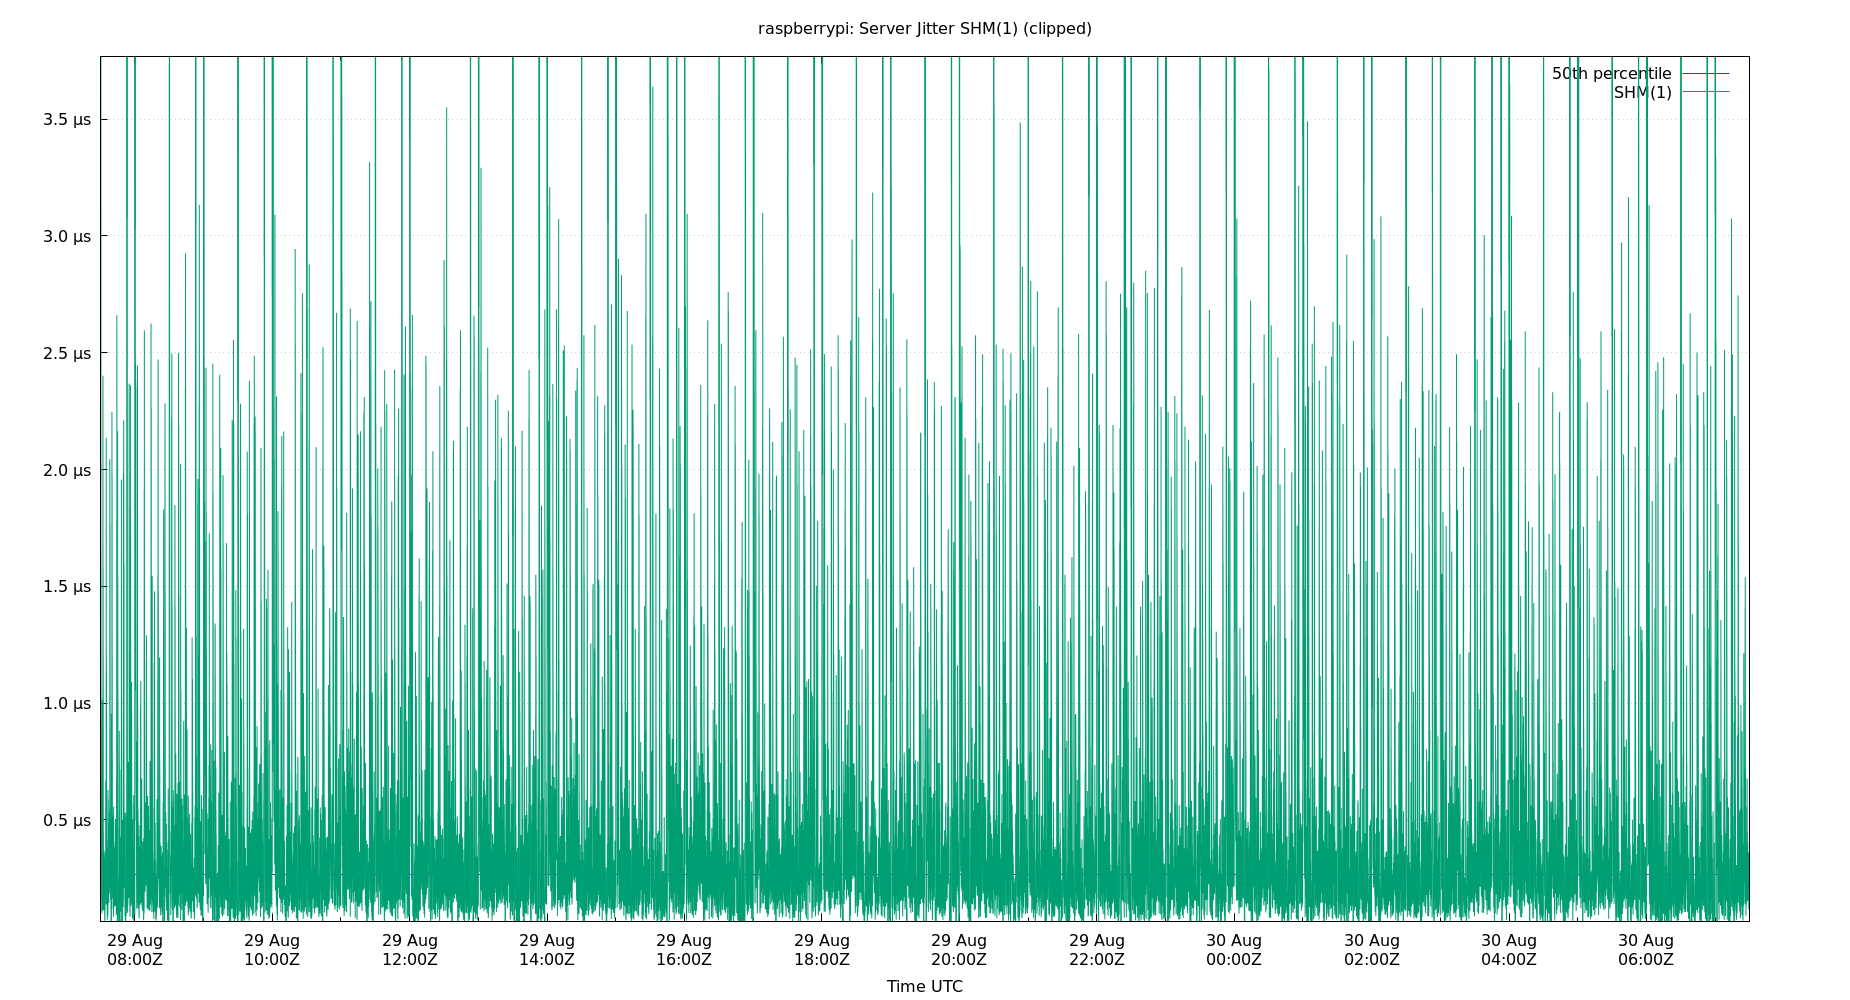 raspberrypi: Server Jitter SHM(1) (clipped)
50th percentile
SHM(1)
3.5 µs
3.0 µs
2.5 µs
2.0 µs
1.5 µs
1.0 µs
0.5 µs
29 Aug 29 Aug 29 Aug 29 Aug 29 Aug 29 Aug 29 Aug 29 Aug 30 Aug 30 Aug 30 Aug 30 Aug
08:00Z 10:00Z 12:00Z 14:00Z 16:00Z 18:00Z 20:00Z 22:00Z 00:00Z 02:00Z 04:00Z 06:00Z
Time UTC